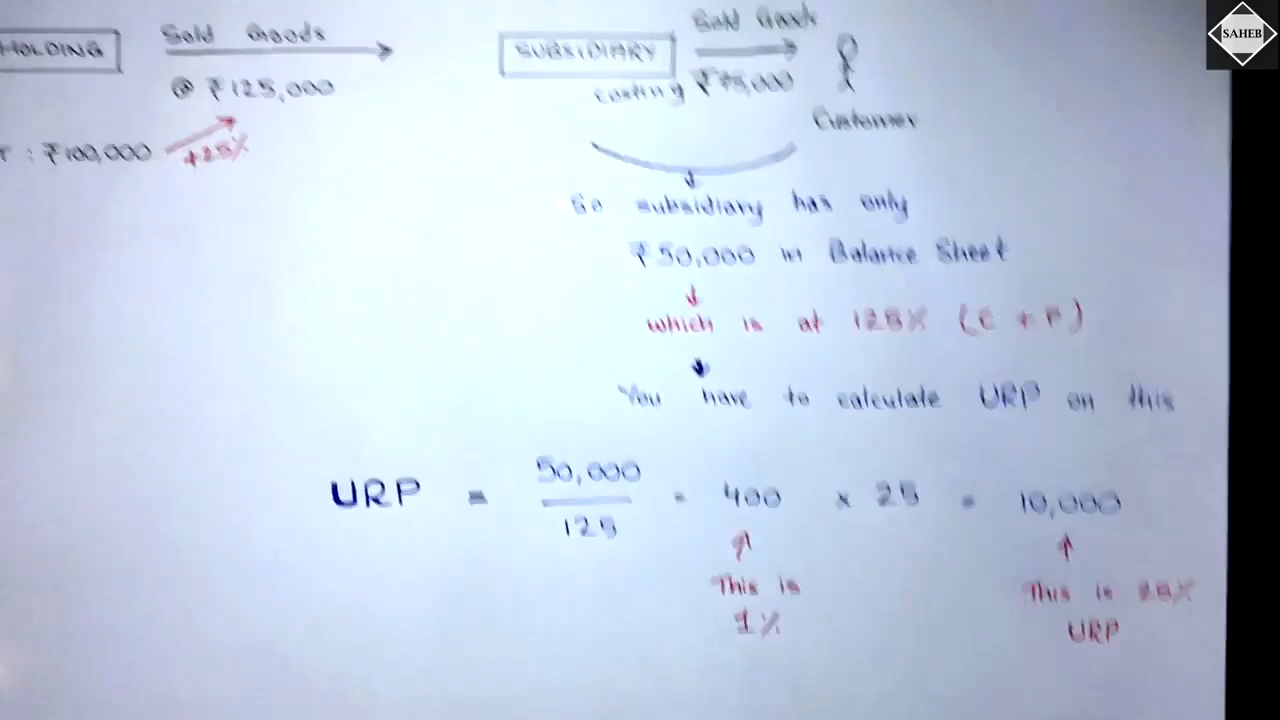 HOLDING
Sold Goods
@ ₹125,000
: ₹100,000
+25%
SUBSIDIARY
Sold Goods
costing ₹75,000
Customer
So subsidiary has only
₹50,000 in Balance Sheet
which is at 125% (C + P)
You have to calculate URP on this
URP = 50,000 / 125 = 400 x 25 = 10,000
This is
1%
This is 25%
URP
SAHEB